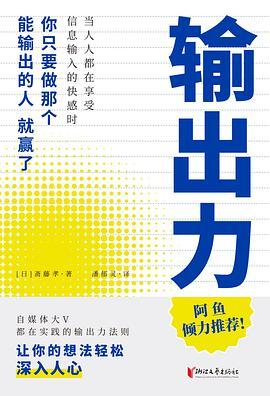 输出力
当人人都在享受
信息输入的快感时
你只要做那个
能输出的人 就赢了
[日] 斋藤孝·著
潘郁灵·译
阿鱼
倾力推荐!
自媒体大V
都在实践的输出力法则
让你的想法轻松
深入人心
浙江文艺出版社